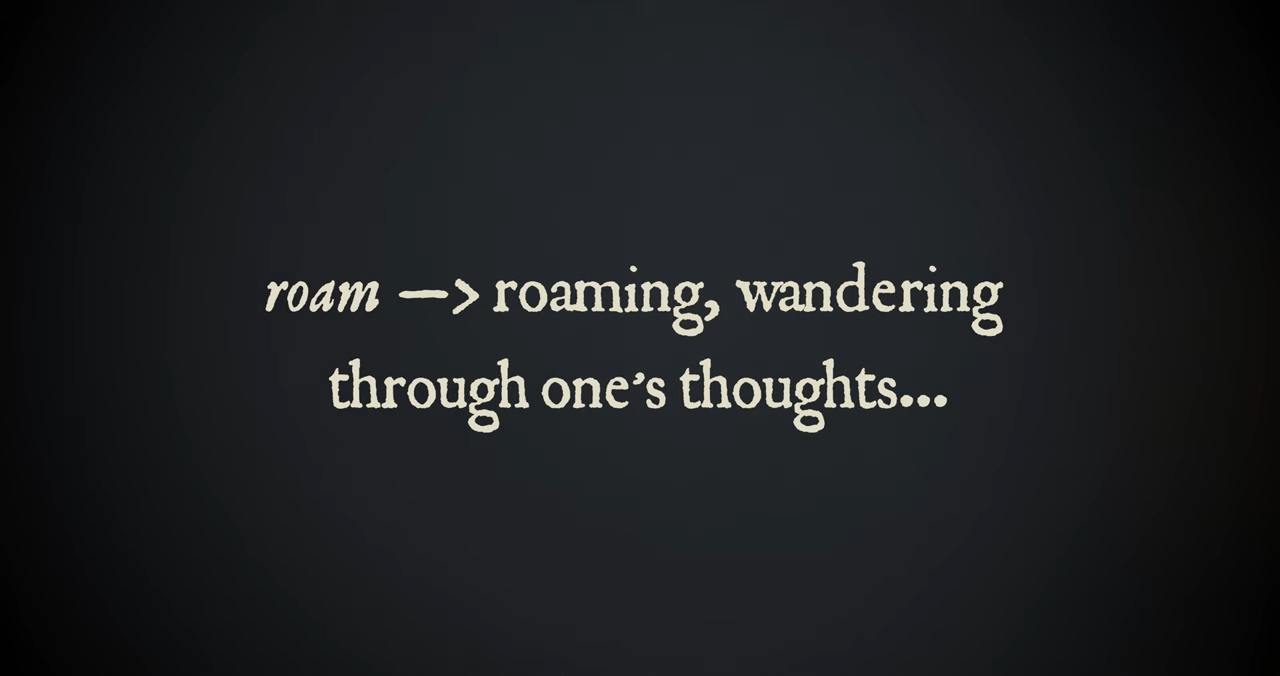 roam —> roaming, wandering
through one’s thoughts...